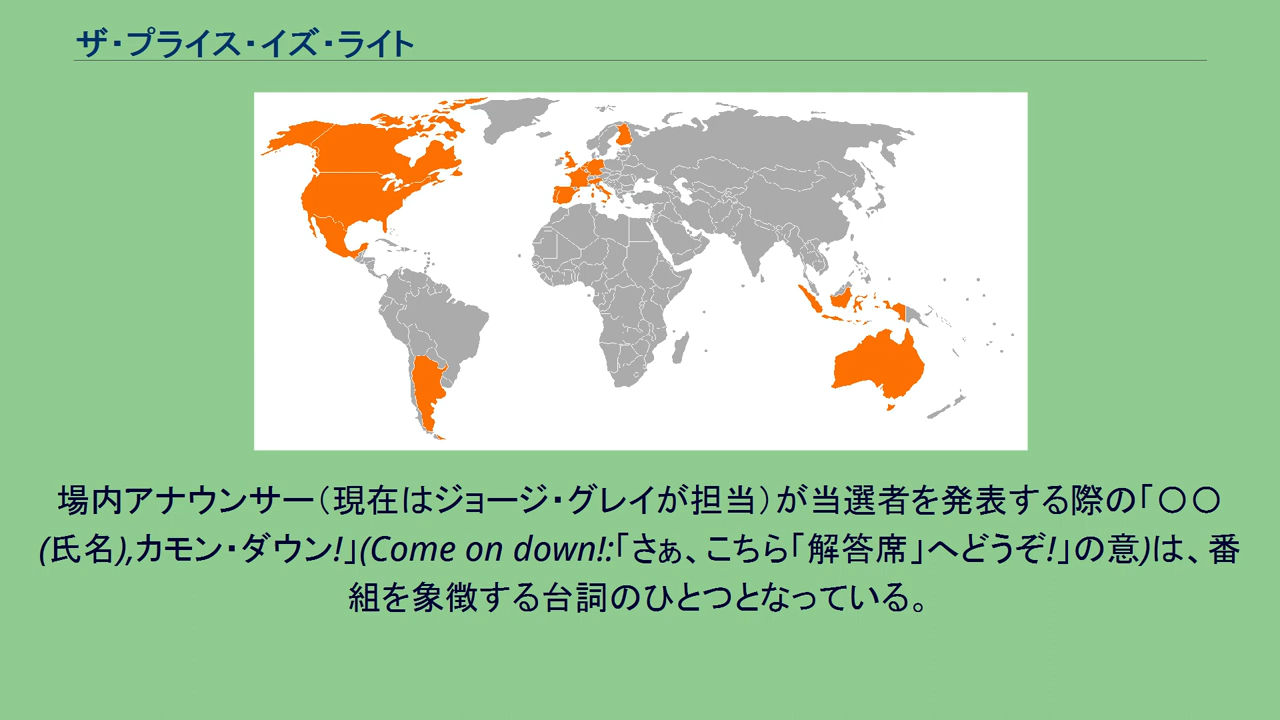 ザ・プライス・イズ・ライト
場内アナウンサー（現在はジョージ・グレイが担当）が当選者を発表する際の「○○
(氏名),カモン・ダウン!」(Come on down!:「さぁ、こちら「解答席」へどうぞ!」の意)は、番
組を象徴する台詞のひとつとなっている。